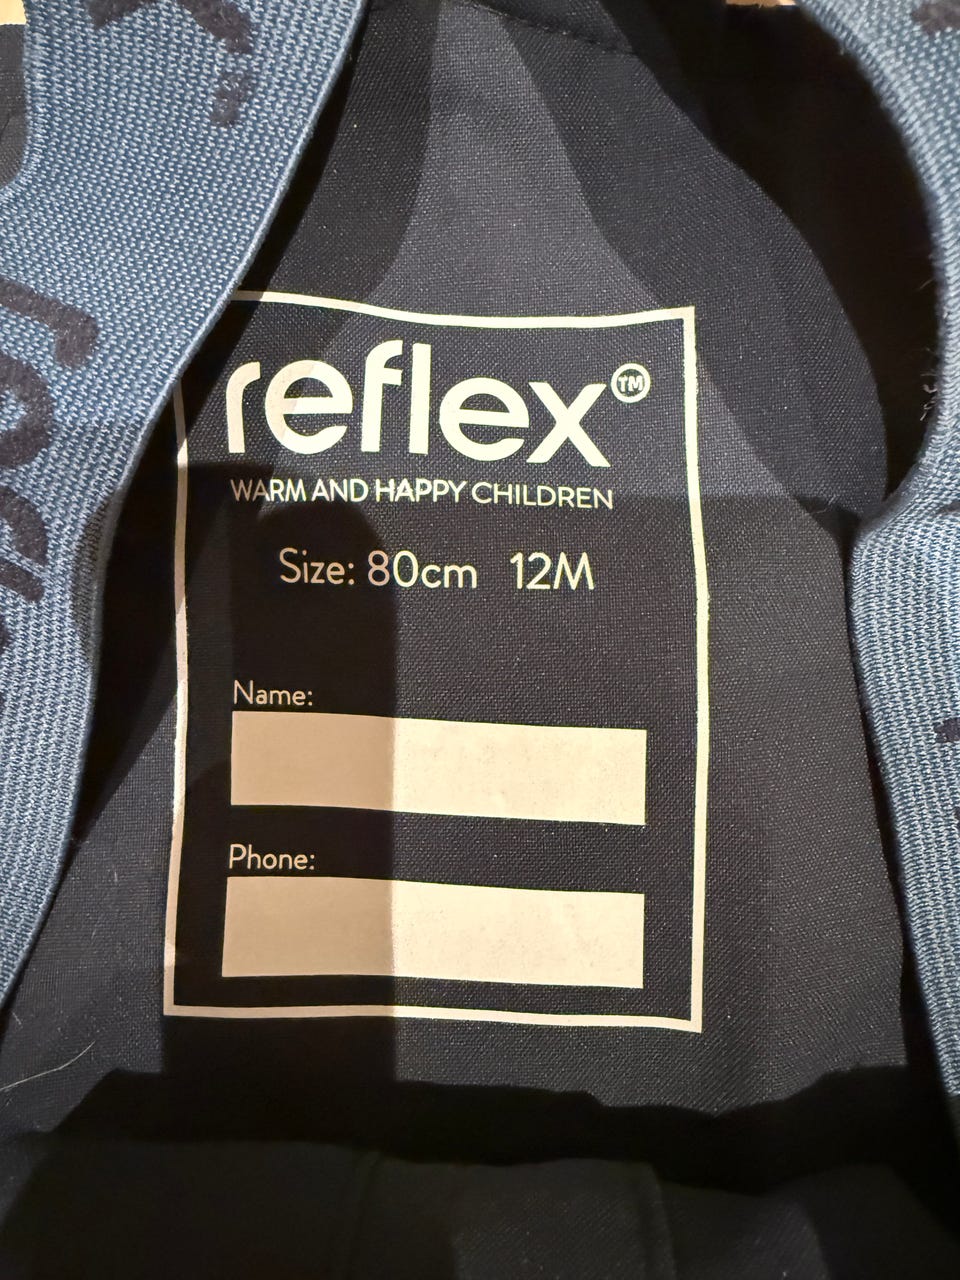 reflex™
WARM AND HAPPY CHILDREN
Size: 80cm 12M
Name:
Phone: